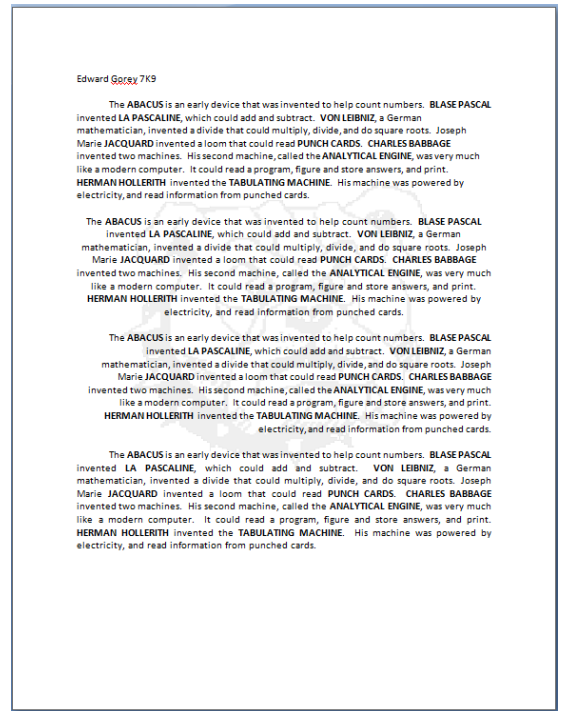 Edward Gorey 7K9
The ABACUS is an early device that was invented to help count numbers. BLASE PASCAL
invented LA PASCALINE, which could add and subtract. VON LEIBNIZ, a German
mathematician, invented a divide that could multiply, divide, and do square roots. Joseph
Marie JACQUARD invented a loom that could read PUNCH CARDS. CHARLES BABBAGE
invented two machines. His second machine, called the ANALYTICAL ENGINE, was very much
like a modern computer. It could read a program, figure and store answers, and print.
HERMAN HOLLERITH invented the TABULATING MACHINE. His machine was powered by
electricity, and read information from punched cards.
The ABACUS is an early device that was invented to help count numbers. BLASE PASCAL
invented LA PASCALINE, which could add and subtract. VON LEIBNIZ, a German
mathematician, invented a divide that could multiply, divide, and do square roots. Joseph
Marie JACQUARD invented a loom that could read PUNCH CARDS. CHARLES BABBAGE
invented two machines. His second machine, called the ANALYTICAL ENGINE, was very much
like a modern computer. It could read a program, figure and store answers, and print.
HERMAN HOLLERITH invented the TABULATING MACHINE. His machine was powered by
electricity, and read information from punched cards.
The ABACUS is an early device that was invented to help count numbers. BLASE PASCAL
invented LA PASCALINE, which could add and subtract. VON LEIBNIZ, a German
mathematician, invented a divide that could multiply, divide, and do square roots. Joseph
Marie JACQUARD invented a loom that could read PUNCH CARDS. CHARLES BABBAGE
invented two machines. His second machine, called the ANALYTICAL ENGINE, was very much
like a modern computer. It could read a program, figure and store answers, and print.
HERMAN HOLLERITH invented the TABULATING MACHINE. His machine was powered by
electricity, and read information from punched cards.
The ABACUS is an early device that was invented to help count numbers. BLASE PASCAL
invented LA PASCALINE, which could add and subtract. VON LEIBNIZ, a German
mathematician, invented a divide that could multiply, divide, and do square roots. Joseph
Marie JACQUARD invented a loom that could read PUNCH CARDS. CHARLES BABBAGE
invented two machines. His second machine, called the ANALYTICAL ENGINE, was very much
like a modern computer. It could read a program, figure and store answers, and print.
HERMAN HOLLERITH invented the TABULATING MACHINE. His machine was powered by
electricity, and read information from punched cards.